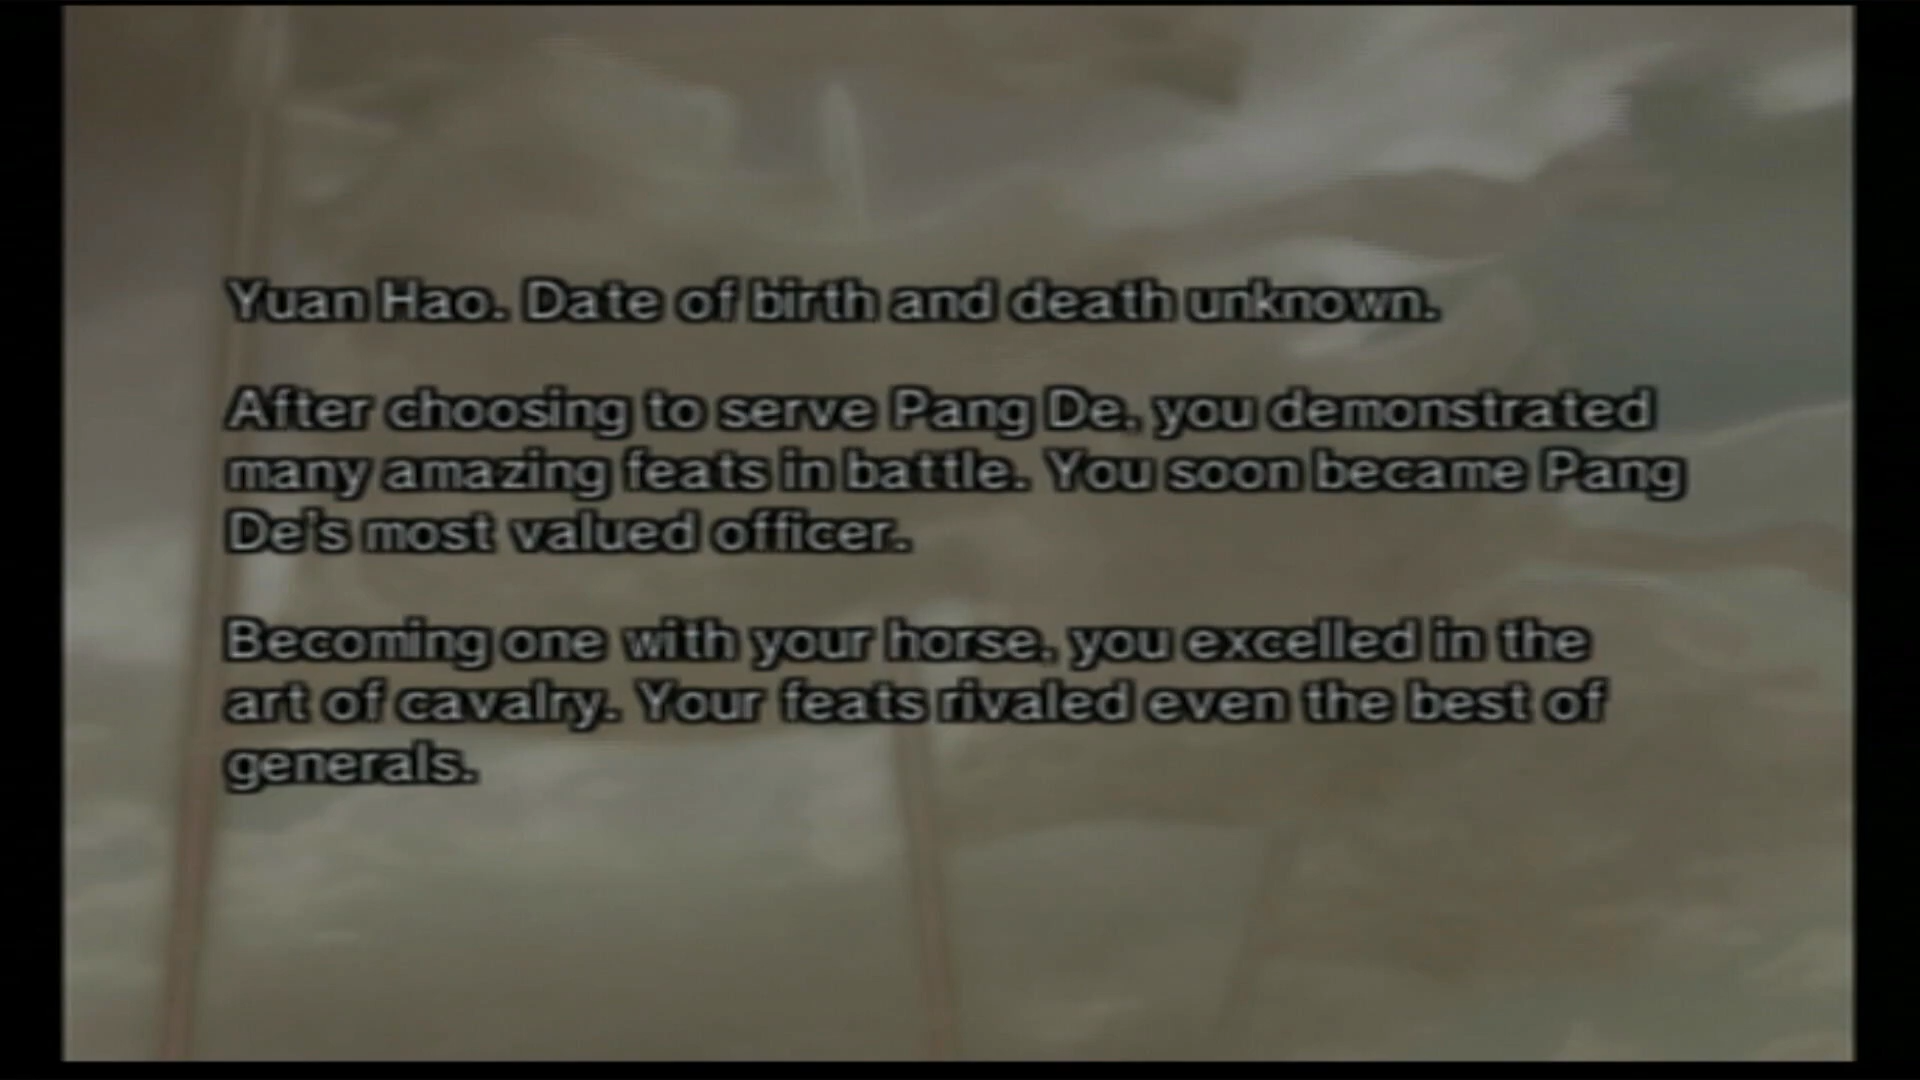 Yuan Hao. Date of birth and death unknown.
After choosing to serve Pang De, you demonstrated
many amazing feats in battle. You soon became Pang
De's most valued officer.
Becoming one with your horse, you excelled in the
art of cavalry. Your feats rivaled even the best of
generals.